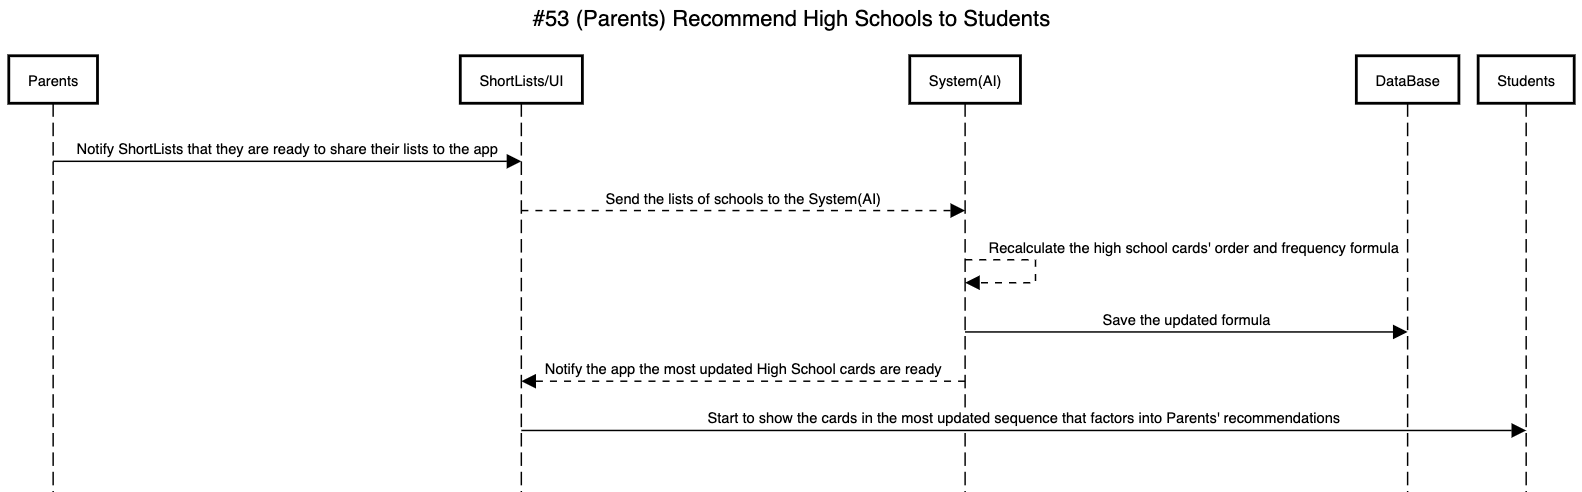 #53 (Parents) Recommend High Schools to Students
Parents
ShortLists/UI
System(AI)
DataBase
Students
Notify ShortLists that they are ready to share their lists to the app
Send the lists of schools to the System(AI)
Recalculate the high school cards' order and frequency formula
Save the updated formula
Notify the app the most updated High School cards are ready
Start to show the cards in the most updated sequence that factors into Parents' recommendations